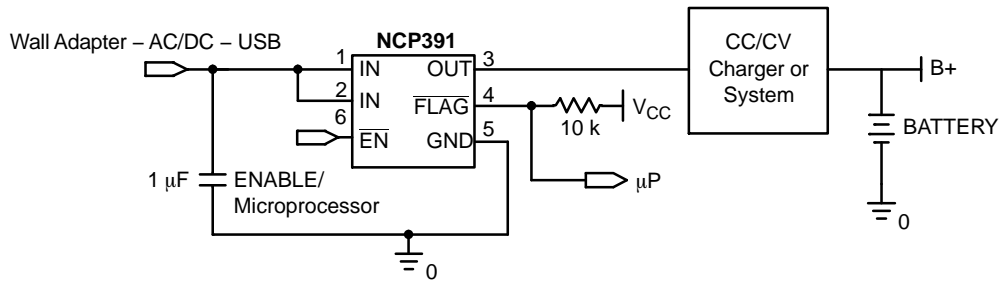 Wall Adapter – AC/DC – USB
NCP391
1
IN
OUT
3
2
IN
FLAG
4
6
EN
GND
5
10 k
VCC
μP
1 μF
ENABLE/
Microprocessor
0
CC/CV
Charger or
System
B+
BATTERY
0